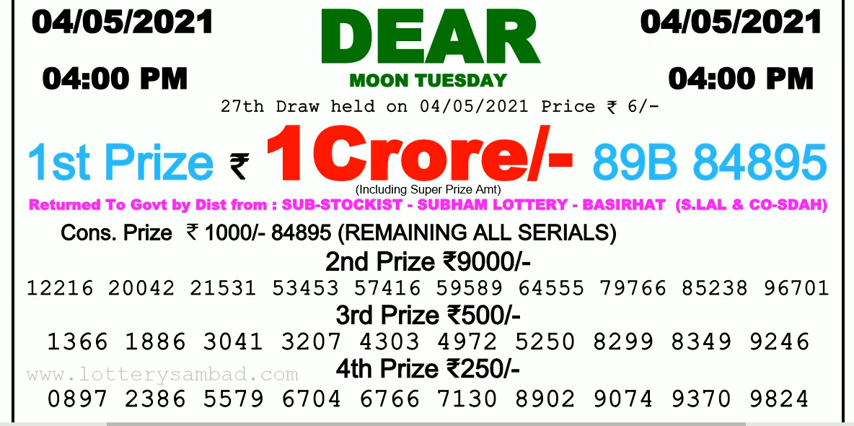 04/05/2021 DEAR 04/05/2021
04:00 PM MOON TUESDAY 04:00 PM
27th Draw held on 04/05/2021 Price ₹ 6/-
1st Prize ₹ 1Crore/- 89B 84895
(Including Super Prize Amt)
Returned To Govt by Dist from : SUB-STOCKIST - SUBHAM LOTTERY - BASIRHAT (S.LAL & CO-SDAH)
Cons. Prize ₹ 1000/- 84895 (REMAINING ALL SERIALS)
2nd Prize ₹9000/-
12216 20042 21531 53453 57416 59589 64555 79766 85238 96701
3rd Prize ₹500/-
1366 1886 3041 3207 4303 4972 5250 8299 8349 9246
4th Prize ₹250/-
www.lotterysambad.com
0897 2386 5579 6704 6766 7130 8902 9074 9370 9824